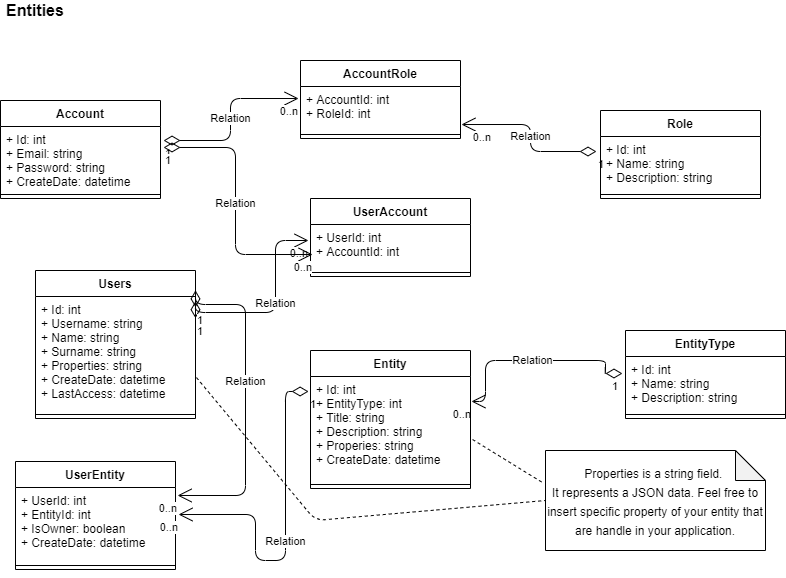 Entities
AccountRole
+ AccountId: int
+ RoleId: int
Account
+ Id: int
+ Email: string
+ Password: string
+ CreateDate: datetime
Relation
0..n
1
1
Role
+ Id: int
+ Name: string
+ Description: string
Relation
0..n
1
Relation
UserAccount
+ UserId: int
+ AccountId: int
0..n
0..n
Users
+ Id: int
+ Username: string
+ Name: string
+ Surname: string
+ Properties: string
+ CreateDate: datetime
+ LastAccess: datetime
1
1
Relation
Relation
Entity
+ Id: int
+ EntityType: int
+ Title: string
+ Description: string
+ Properies: string
+ CreateDate: datetime
1
0..n
Relation
1
EntityType
+ Id: int
+ Name: string
+ Description: string
UserEntity
+ UserId: int
+ EntityId: int
+ IsOwner: boolean
+ CreateDate: datetime
0..n
0..n
Relation
Properties is a string field.
It represents a JSON data. Feel free to
insert specific property of your entity that
are handle in your application.